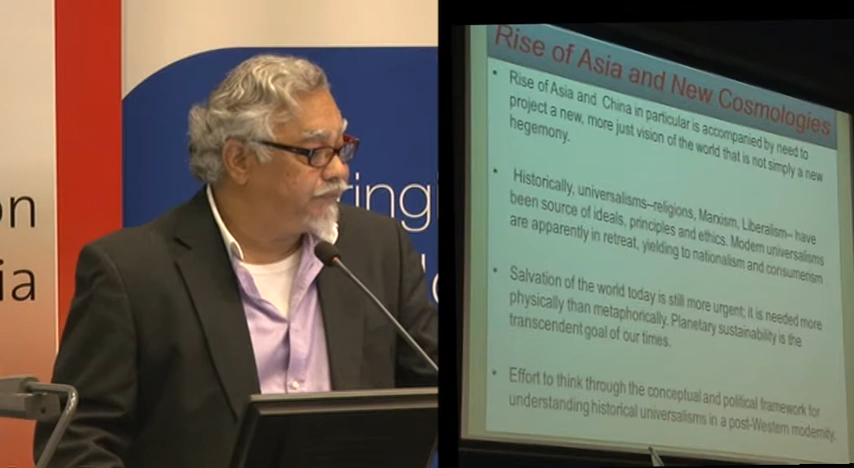 on
ia
ring
Rise of Asia and New Cosmologies
• Rise of Asia and China in particular is accompanied by need to
project a new, more just vision of the world that is not simply a new
hegemony.
• Historically, universalisms--religions, Marxism, Liberalism-- have
been source of ideals, principles and ethics. Modern universalisms
are apparently in retreat, yielding to nationalism and consumerism
• Salvation of the world today is still more urgent; it is needed more
physically than metaphorically. Planetary sustainability is the
transcendent goal of our times.
• Effort to think through the conceptual and political framework for
understanding historical universalisms in a post-Western modernity.